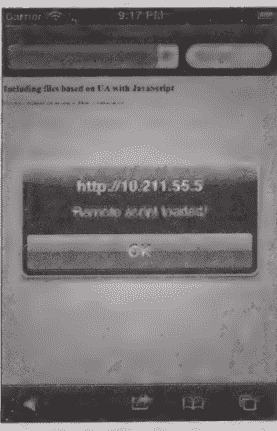 Carrier 9:17 PM
Including files based on UA with Javascript
http://10.211.55.5
Remote script loaded!
OK